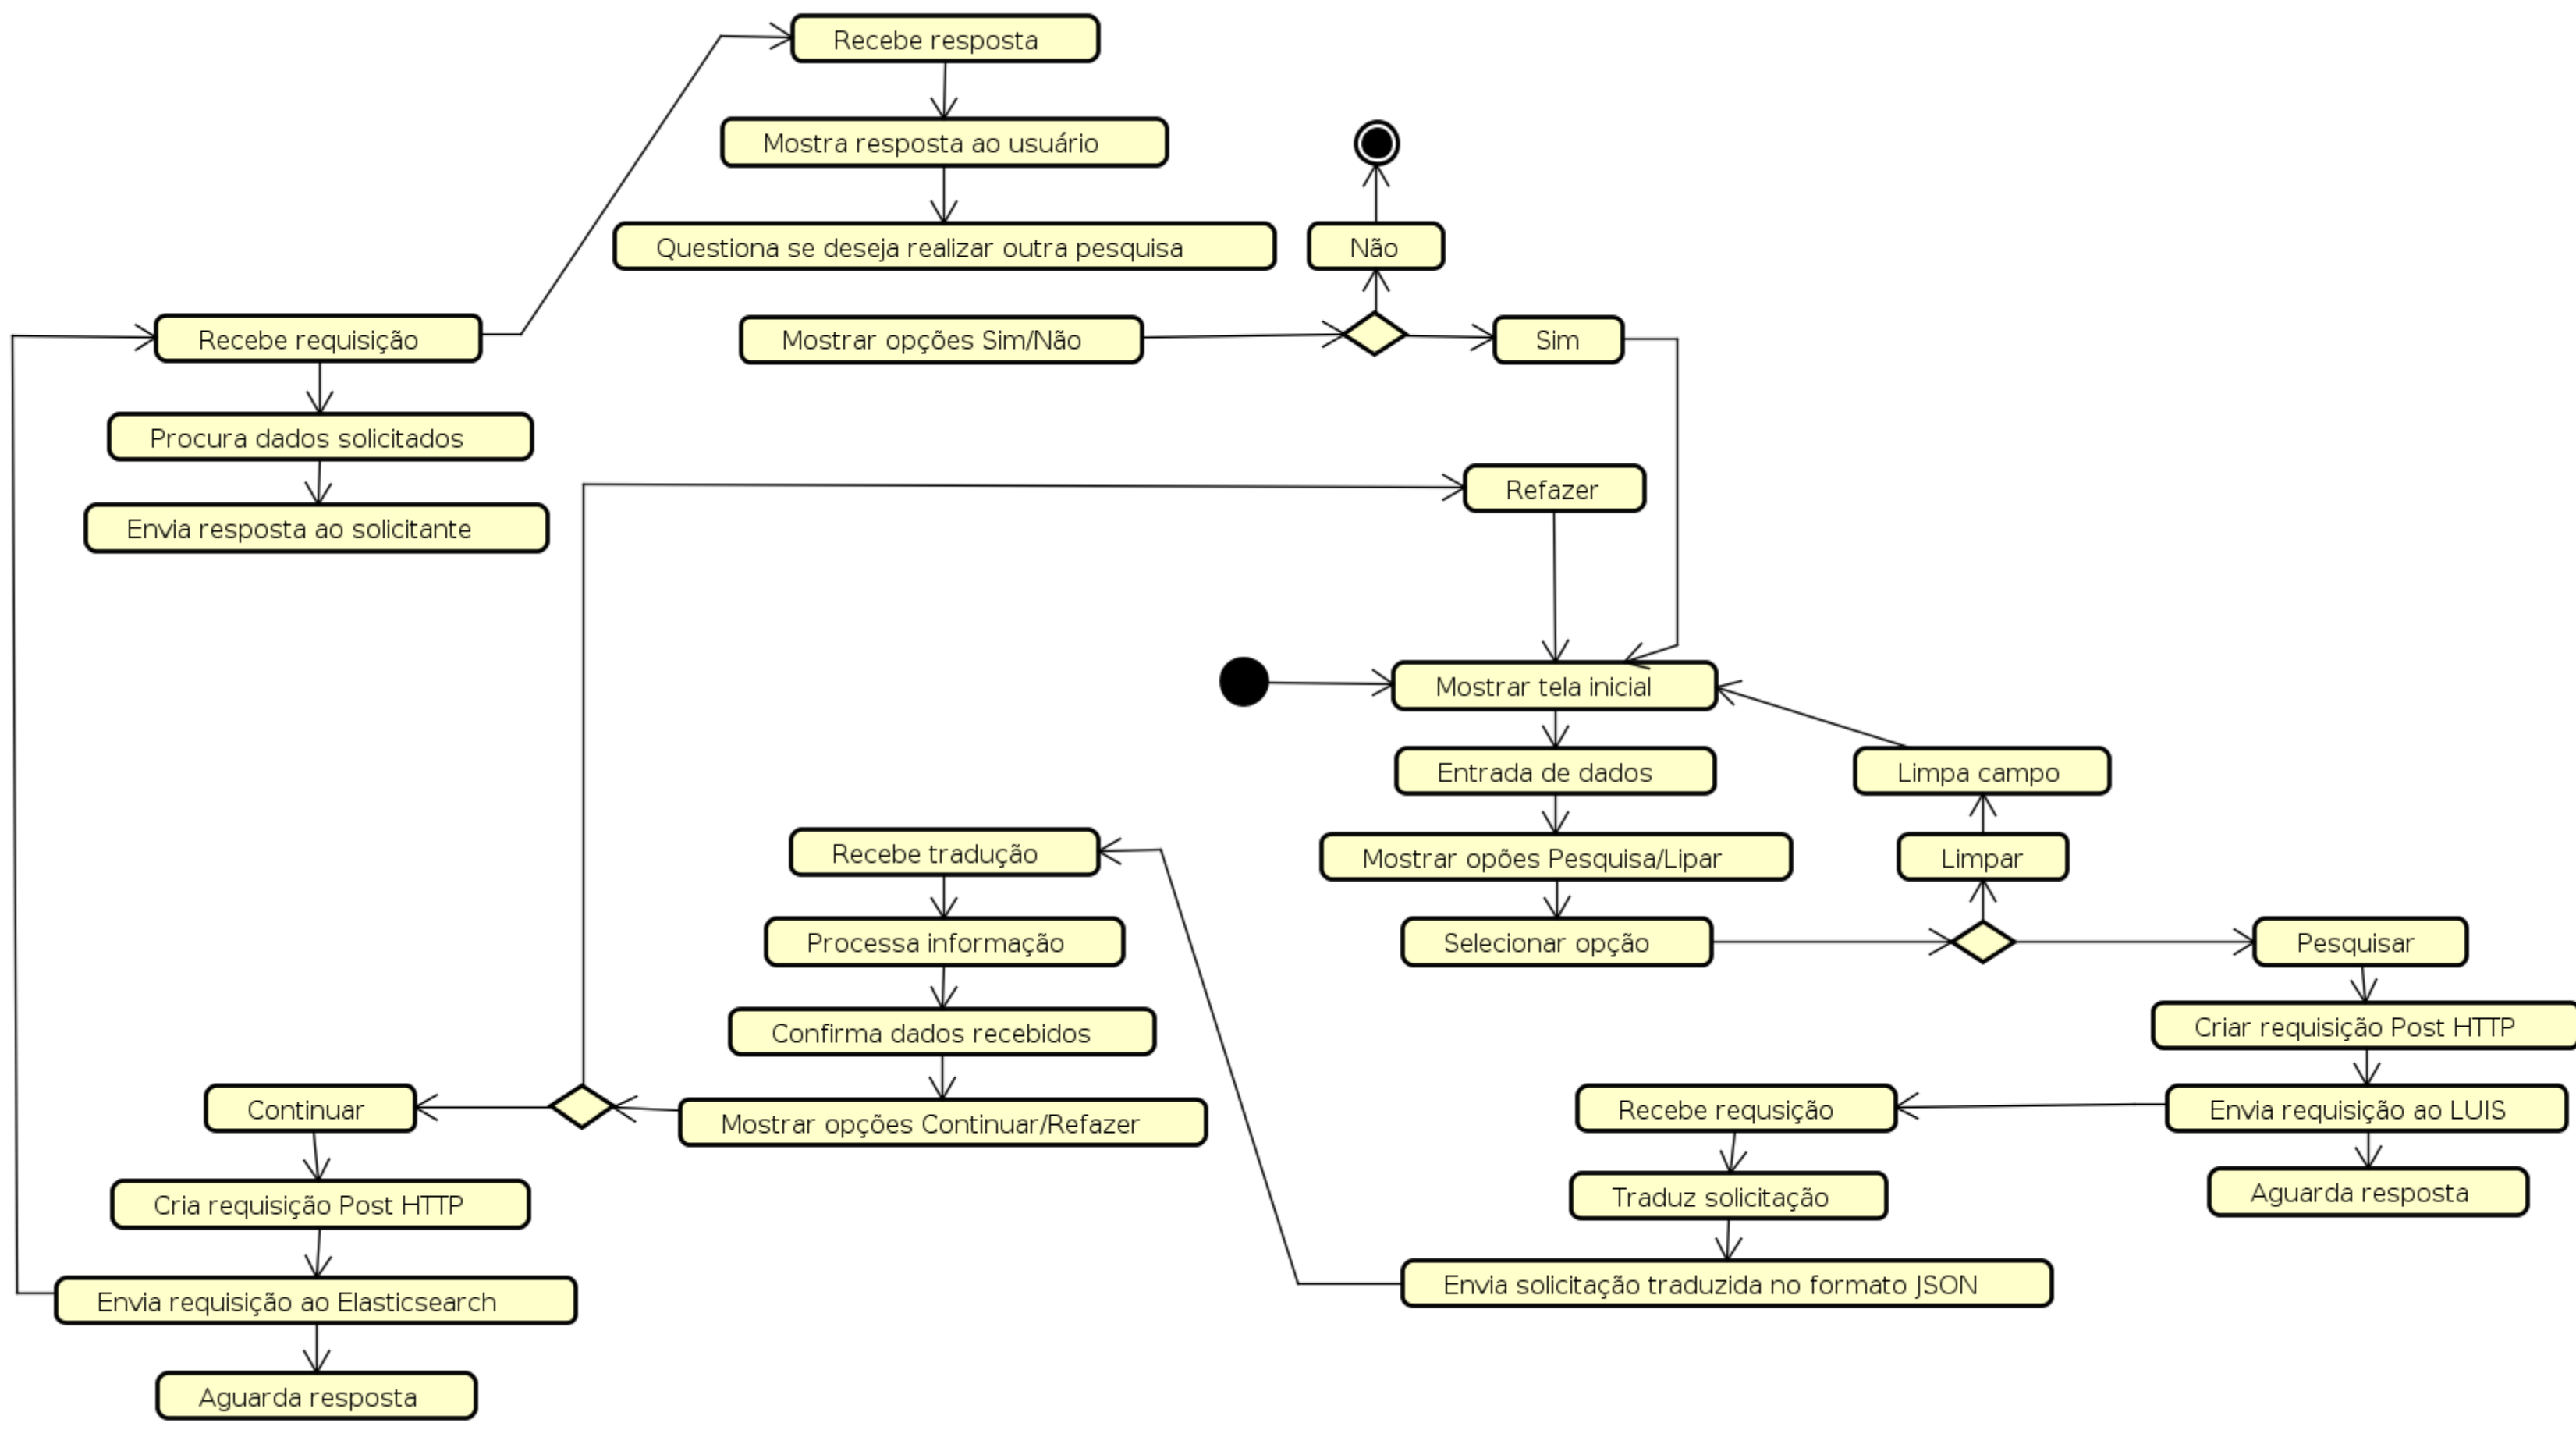 Recebe resposta
Mostra resposta ao usuário
Questiona se deseja realizar outra pesquisa
Não
Recebe requisição
Mostrar opções Sim/Não
Sim
Procura dados solicitados
Envia resposta ao solicitante
Refazer
Mostrar tela inicial
Entrada de dados
Limpa campo
Recebe tradução
Mostrar opões Pesquisa/Lipar
Limpar
Processa informação
Selecionar opção
Pesquisar
Confirma dados recebidos
Criar requisição Post HTTP
Continuar
Mostrar opções Continuar/Refazer
Recebe requsição
Envia requisição ao LUIS
Cria requisição Post HTTP
Traduz solicitação
Aguarda resposta
Envia requisição ao Elasticsearch
Envia solicitação traduzida no formato JSON
Aguarda resposta